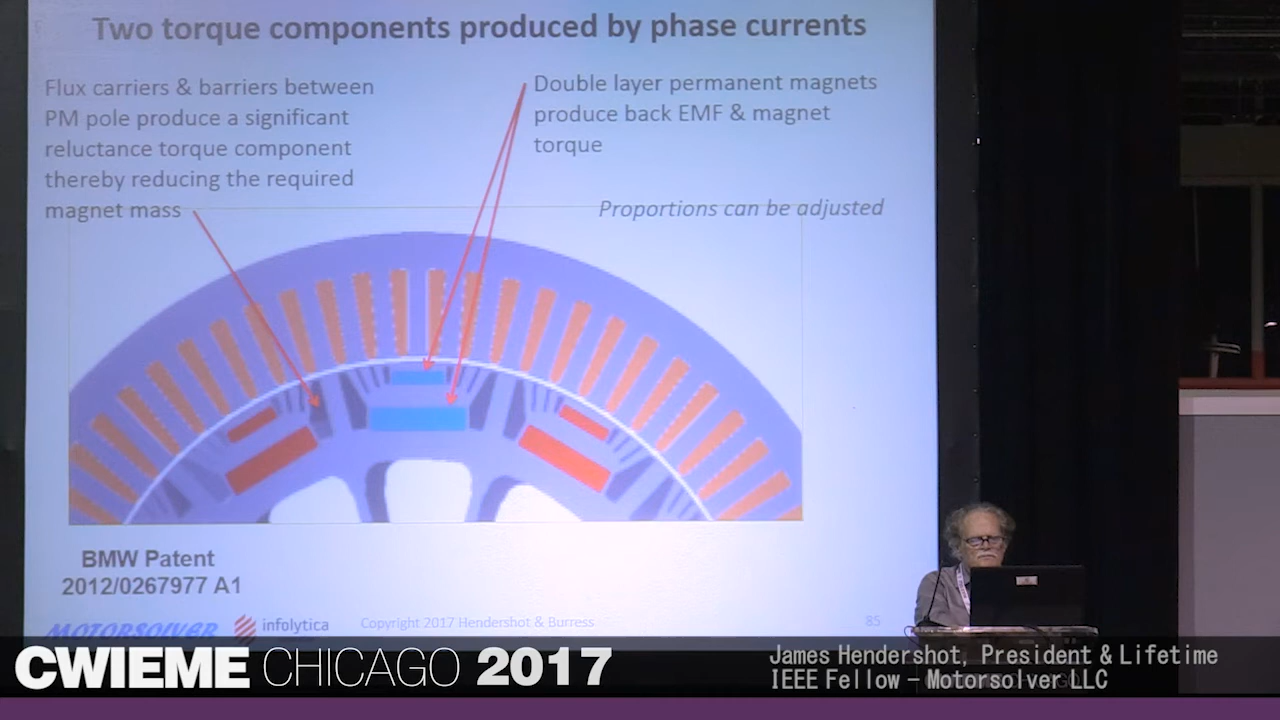 Two torque components produced by phase currents
Flux carriers & barriers between
PM pole produce a significant
reluctance torque component
thereby reducing the required
magnet mass
Double layer permanent magnets
produce back EMF & magnet
torque
Proportions can be adjusted
BMW Patent
2012/0267977 A1
MOTORSOLVER
infolytica
Copyright 2017 Hendershot & Burress
85
CWIEME CHICAGO 2017
James Hendershot, President & Lifetime
IEEE Fellow – Motorsolver LLC